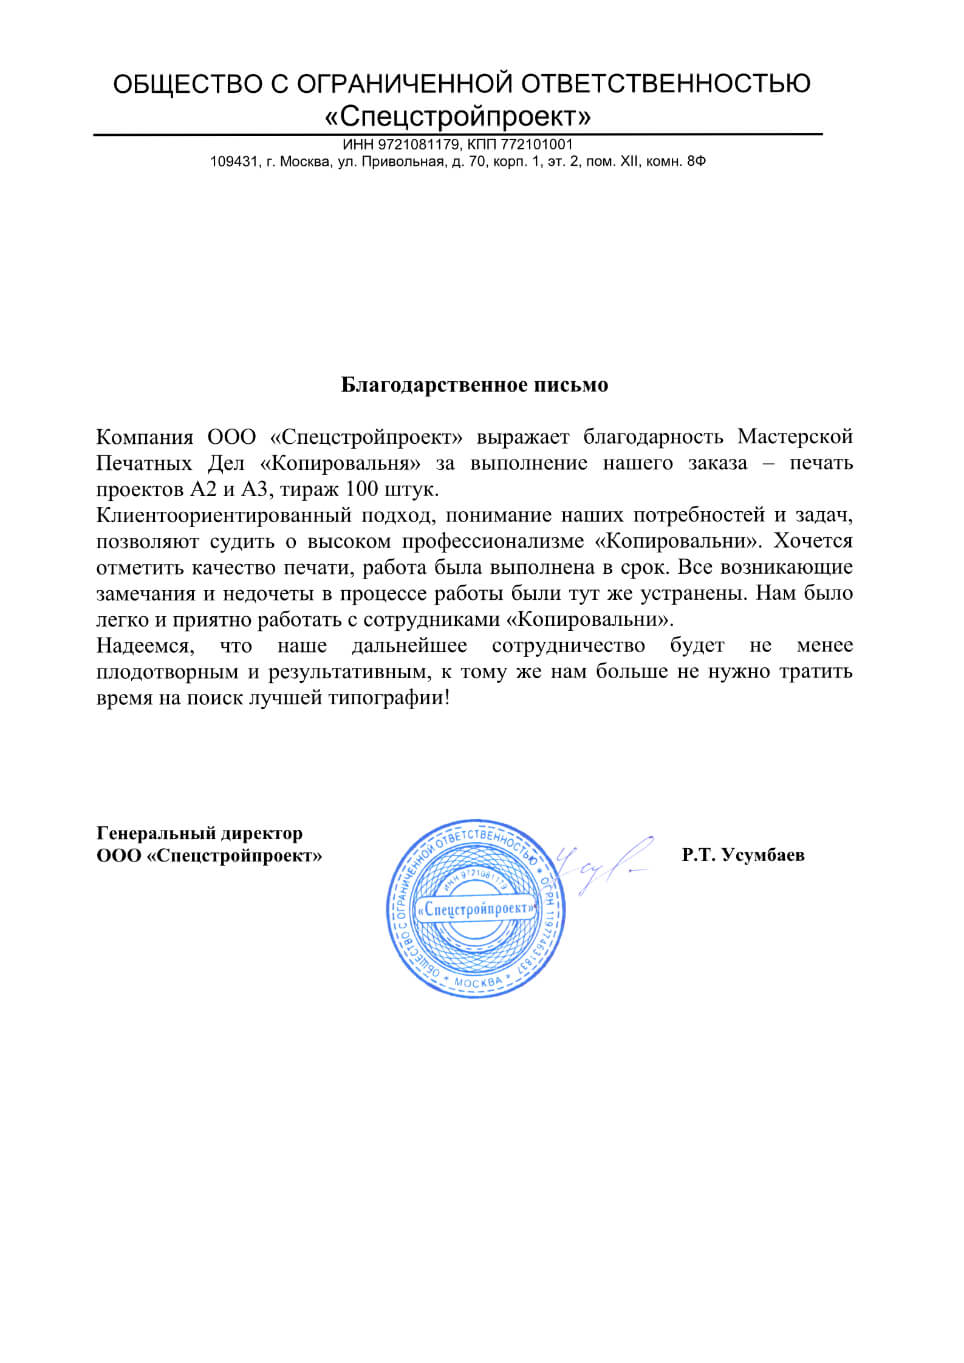 ОБЩЕСТВО С ОГРАНИЧЕННОЙ ОТВЕТСТВЕННОСТЬЮ
«Спецстройпроект»
ИНН 9721081179, КПП 772101001
109431, г. Москва, ул. Привольная, д. 70, корп. 1, эт. 2, пом. XII, комн. 8Ф
Благодарственное письмо
Компания ООО «Спецстройпроект» выражает благодарность Мастерской
Печатных Дел «Копировальня» за выполнение нашего заказа – печать
проектов А2 и А3, тираж 100 штук.
Клиентоориентированный подход, понимание наших потребностей и задач,
позволяют судить о высоком профессионализме «Копировальни». Хочется
отметить качество печати, работа была выполнена в срок. Все возникающие
замечания и недочеты в процессе работы были тут же устранены. Нам было
легко и приятно работать с сотрудниками «Копировальни».
Надеемся, что наше дальнейшее сотрудничество будет не менее
плодотворным и результативным, к тому же нам больше не нужно тратить
время на поиск лучшей типографии!
Генеральный директор
ООО «Спецстройпроект»
Р.Т. Усумбаев
ОБЩЕСТВО С ОГРАНИЧЕННОЙ ОТВЕТСТВЕННОСТЬЮ * ОГРН
* МОСКВА *
ИНН 9721081179
«Спецстройпроект»